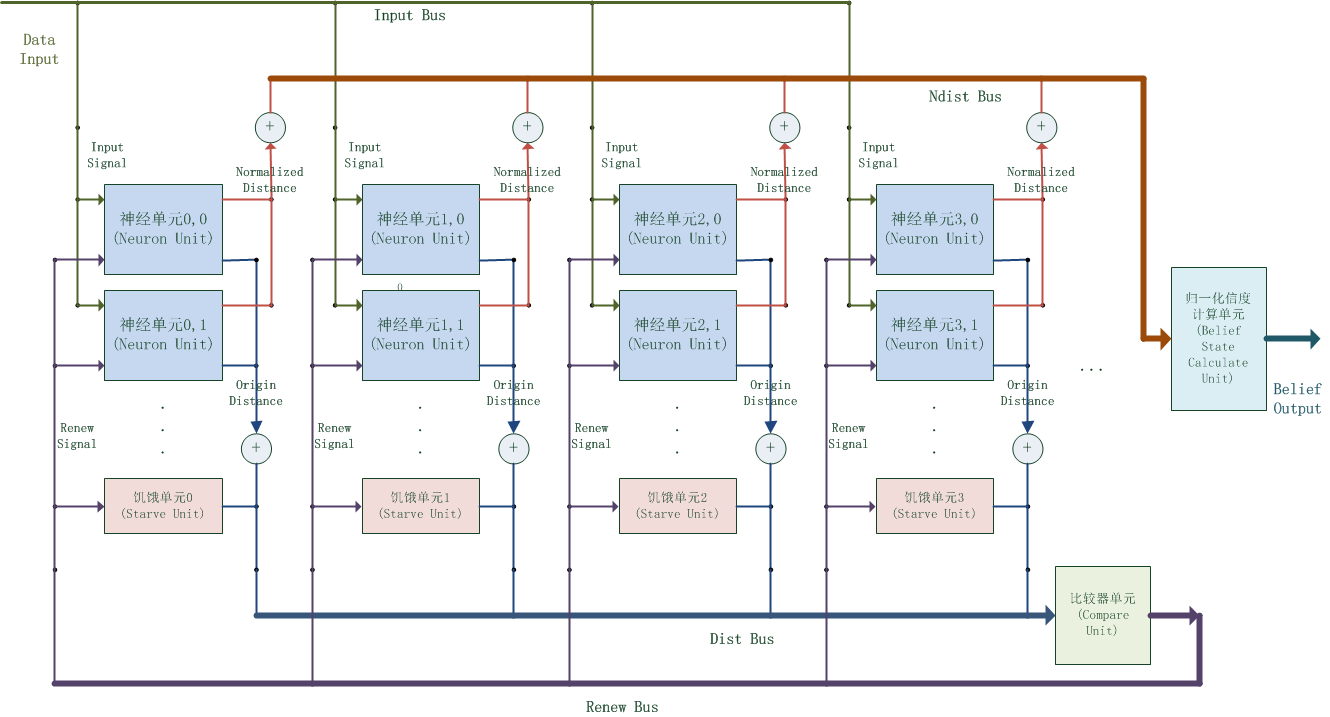 Input Bus
Data
Input
Ndist Bus
+
+
+
+
Input
Signal
Normalized
Distance
Input
Signal
Normalized
Distance
Input
Signal
Normalized
Distance
Input
Signal
Normalized
Distance
神经单元0,0
(Neuron Unit)
神经单元1,0
(Neuron Unit)
神经单元2,0
(Neuron Unit)
神经单元3,0
(Neuron Unit)
神经单元0,1
(Neuron Unit)
神经单元1,1
(Neuron Unit)
神经单元2,1
(Neuron Unit)
神经单元3,1
(Neuron Unit)
归一化信度
计算单元
(Belief
State
Calculate
Unit)
Belief
Output
...
Origin
Distance
Origin
Distance
Origin
Distance
Origin
Distance
Renew
Signal
Renew
Signal
Renew
Signal
Renew
Signal
+
+
+
+
饥饿单元0
(Starve Unit)
饥饿单元1
(Starve Unit)
饥饿单元2
(Starve Unit)
饥饿单元3
(Starve Unit)
比较器单元
(Compare
Unit)
Dist Bus
Renew Bus